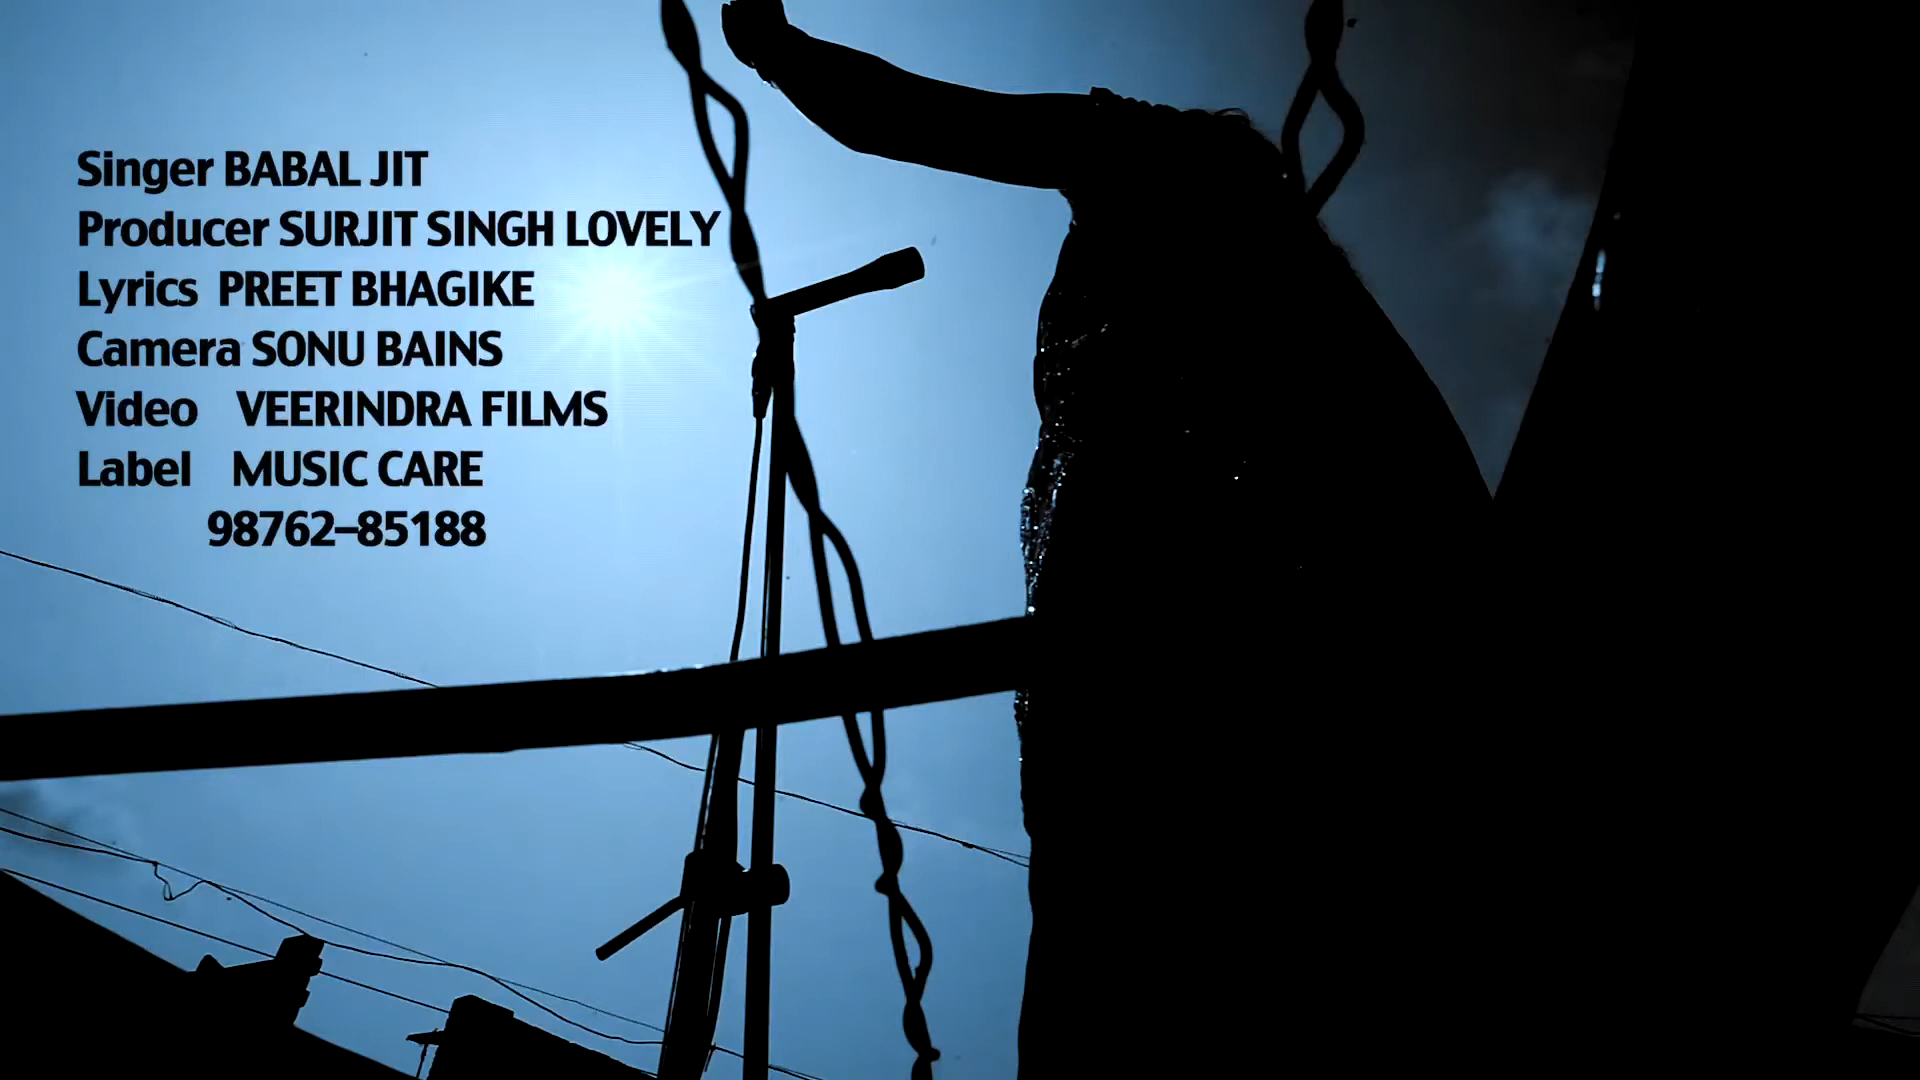 Singer BABAL JIT
Producer SURJIT SINGH LOVELY
Lyrics PREET BHAGIKE
Camera SONU BAINS
Video VEERINDRA FILMS
Label MUSIC CARE
98762–85188